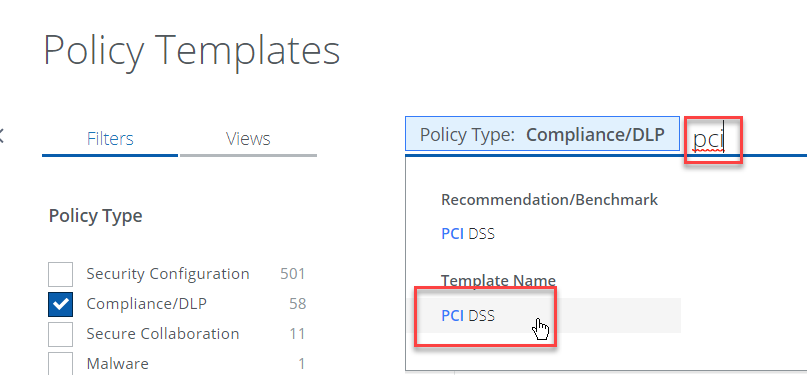 Policy Templates
Filters
Views
Policy Type: Compliance/DLP
pci
Policy Type
Security Configuration 501
Compliance/DLP 58
Secure Collaboration 11
Malware 1
Recommendation/Benchmark
PCI DSS
Template Name
PCI DSS